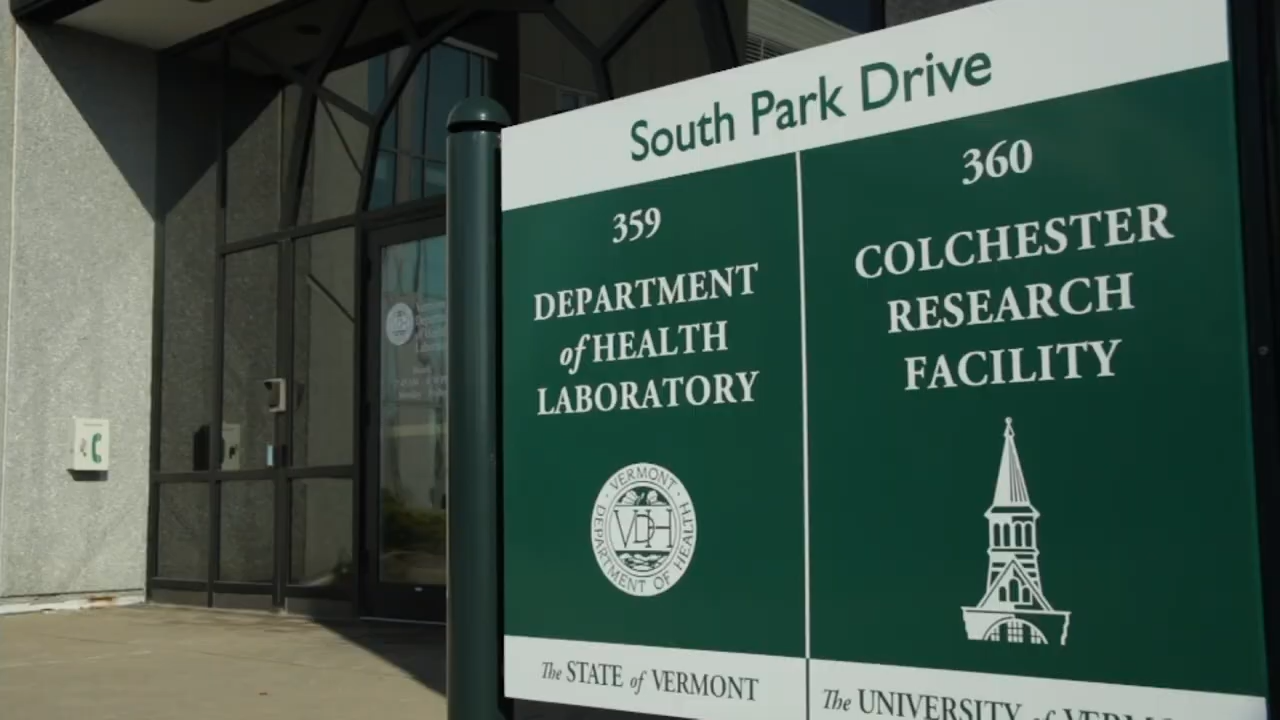 South Park Drive
359
DEPARTMENT
of HEALTH
LABORATORY
VERMONT
DEPARTMENT OF HEALTH
VDH
The STATE of VERMONT
360
COLCHESTER
RESEARCH
FACILITY
The UNIVERSITY of